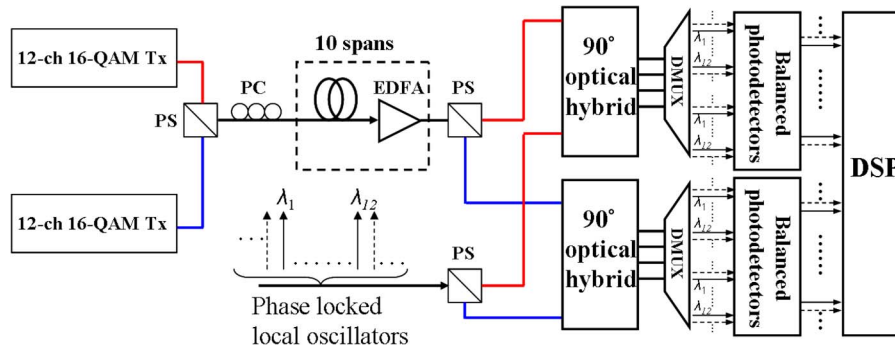 12-ch 16-QAM Tx
12-ch 16-QAM Tx
PS
PC
10 spans
EDFA
PS
λ1
λ12
Phase locked
local oscillators
PS
90°
optical
hybrid
DMUX
λ1
λ12
λ1
λ12
Balanced
photodetectors
90°
optical
hybrid
DMUX
λ1
λ12
λ1
λ12
Balanced
photodetectors
DSP